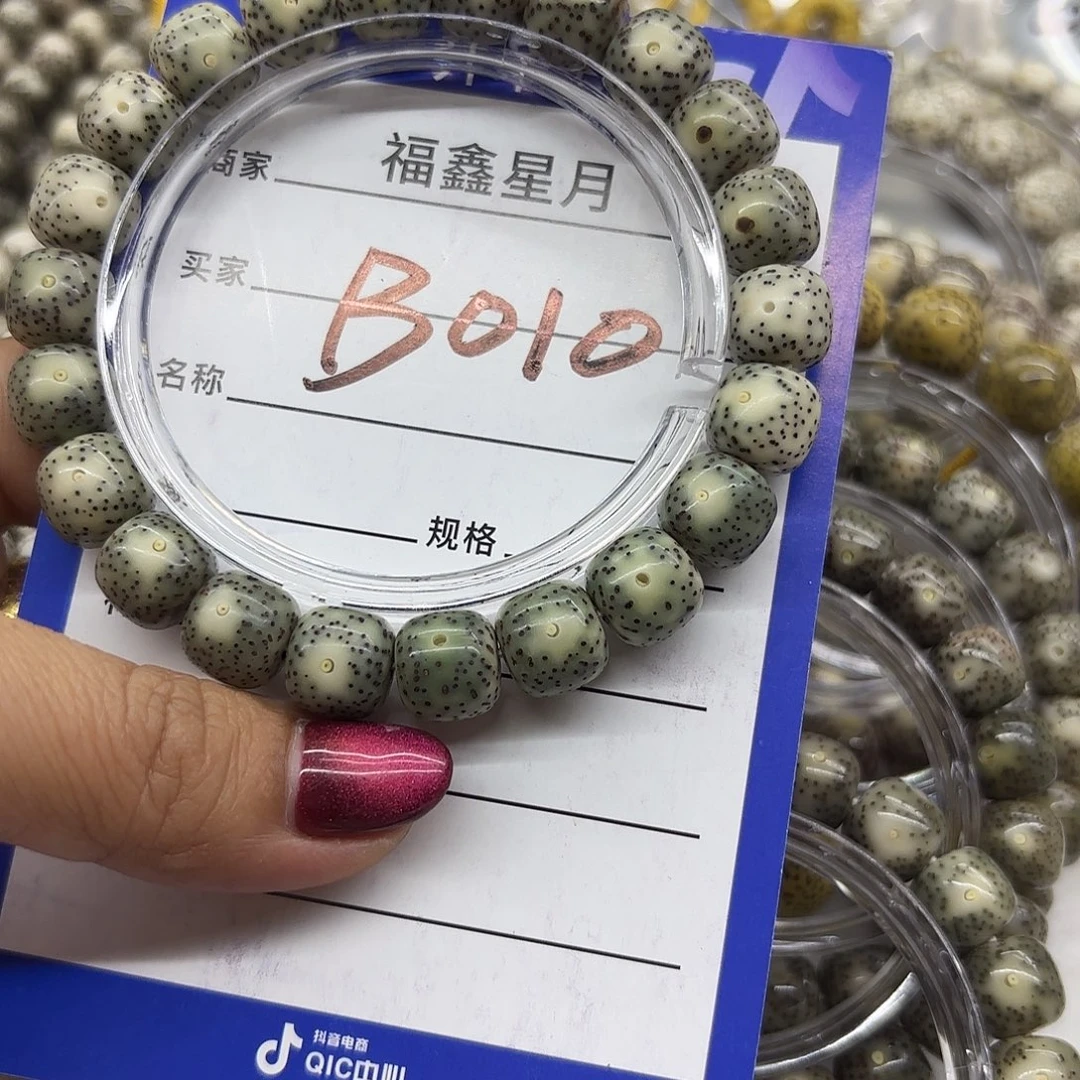 商家 福鑫星月
买家 B010
名称
规格
抖音电商
QIC中心